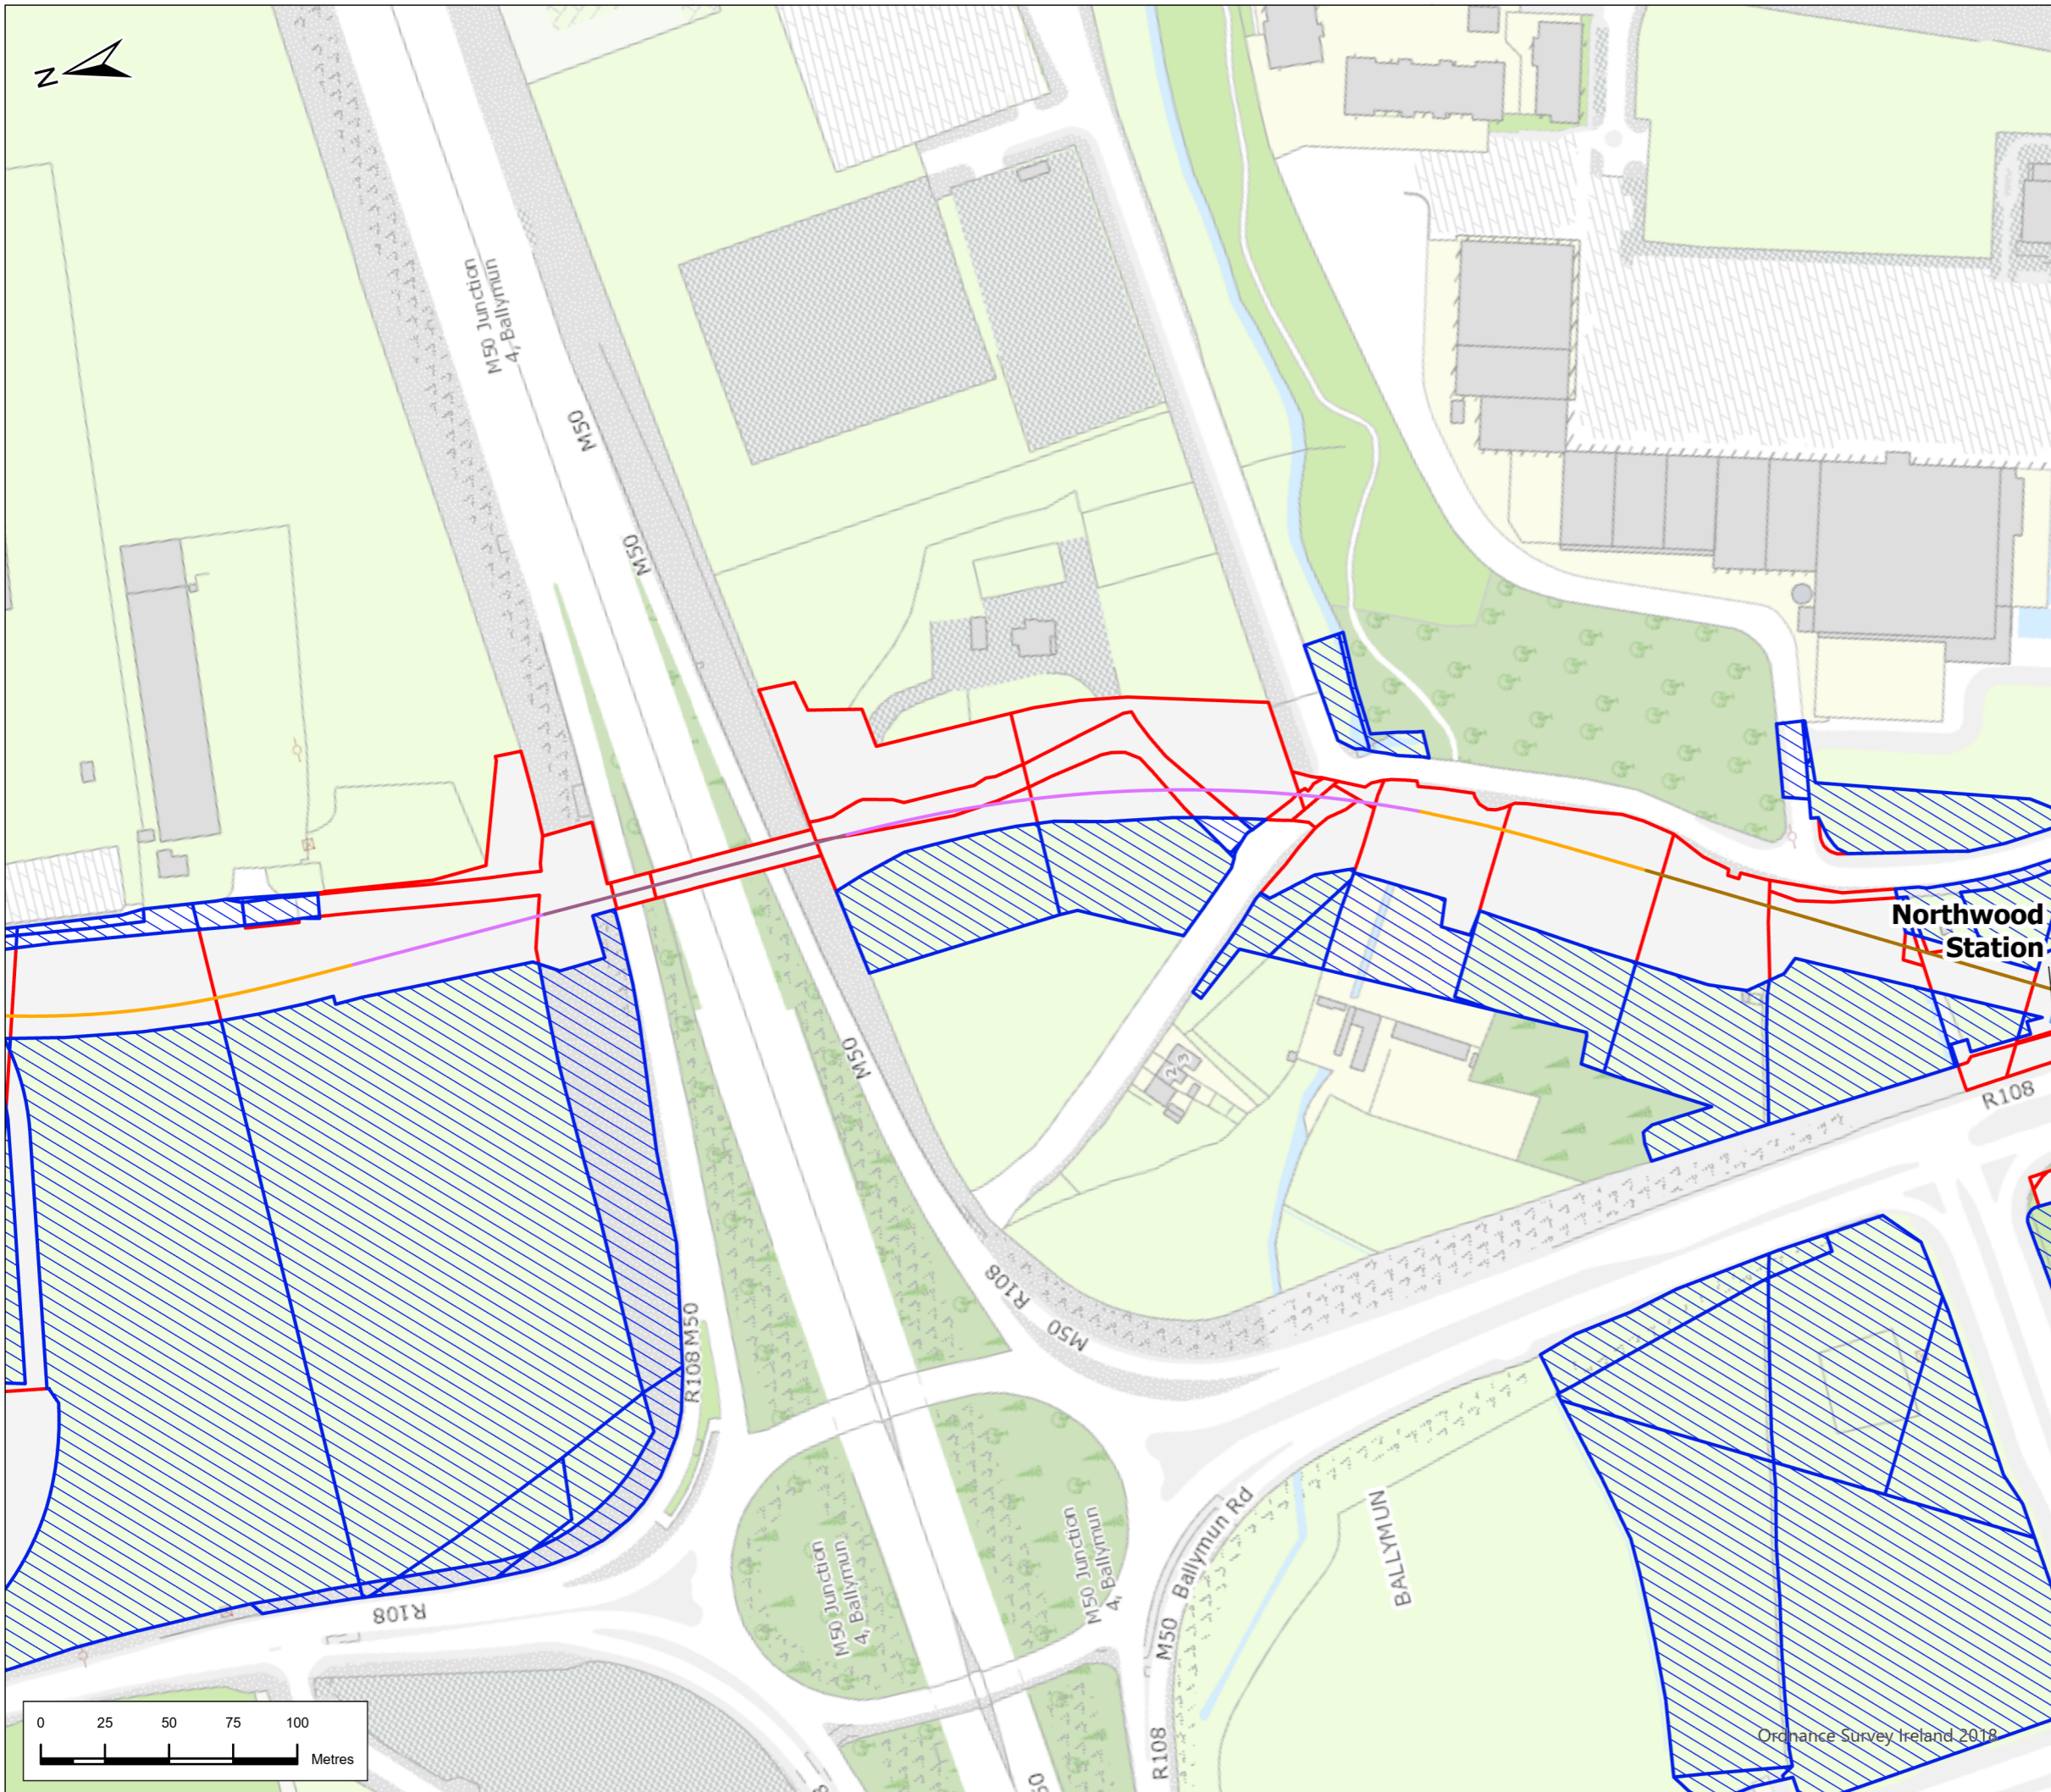 N
M50 Junction
4, Ballymun
M50
M50
Northwood
Station
M50
2
3
R108
R108
M50
R108 M50
M50 Junction
4, Ballymun
M50 Junction
4, Ballymun
M50 Ballymun Rd
BALLYMUN
R108
R108
Ordnance Survey Ireland 2018
0 25 50 75 100
Metres